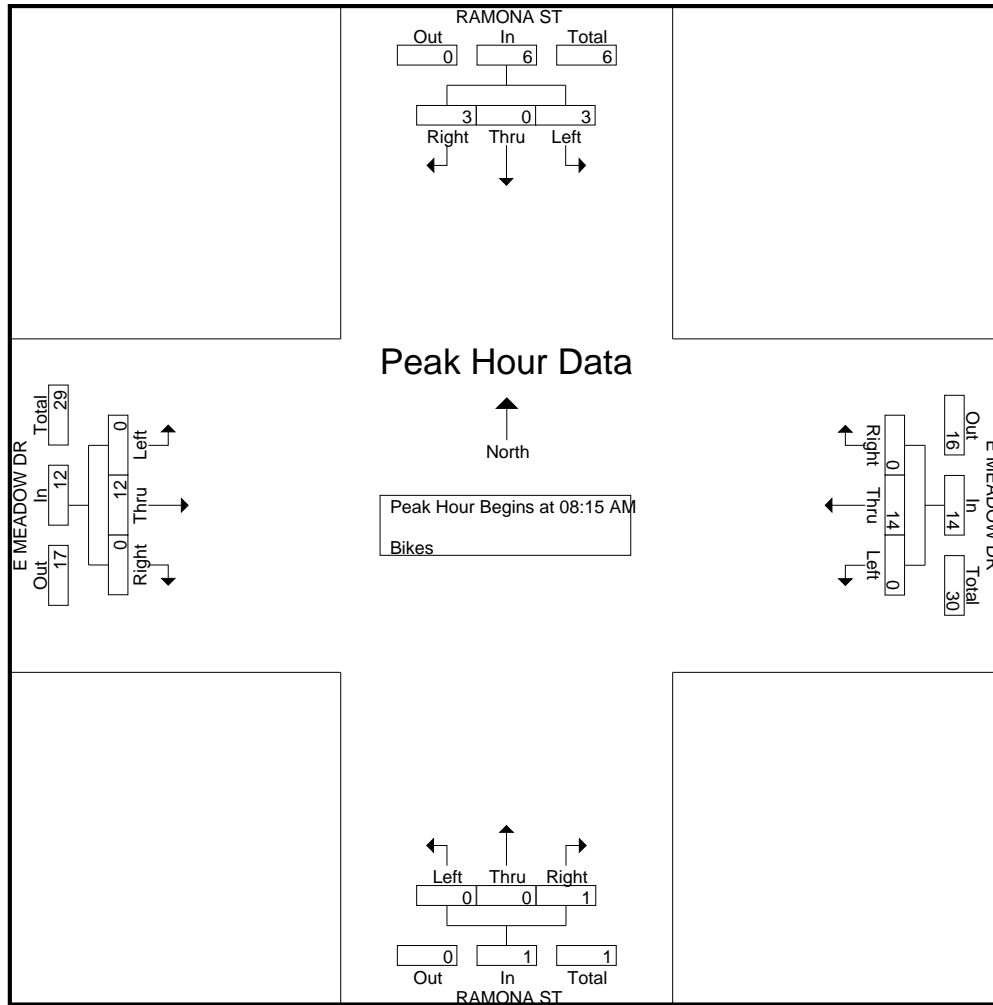 RAMONA ST
Out In Total
0 6 6
3 0 3
Right Thru Left
Peak Hour Data
North
Peak Hour Begins at 08:15 AM
Bikes
E MEADOW DR
Out In Total
17 12 29
0 12 0
Right Thru Left
E MEADOW DR
Out In Total
16 14 30
0 14 0
Right Thru Left
Left Thru Right
0 0 1
0 1 1
Out In Total
RAMONA ST